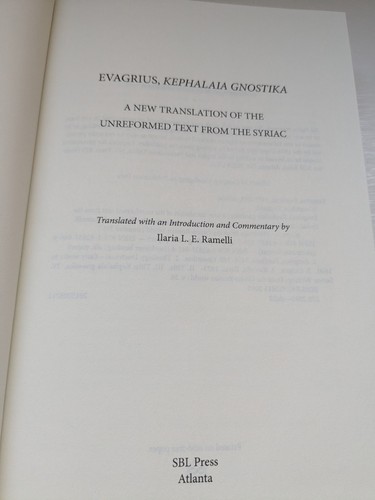 EVAGRIUS, KEPHALAIA GNOSTIKA
A NEW TRANSLATION OF THE
UNREFORMED TEXT FROM THE SYRIAC
Translated with an Introduction and Commentary by
Ilaria L. E. Ramelli
SBL Press
Atlanta